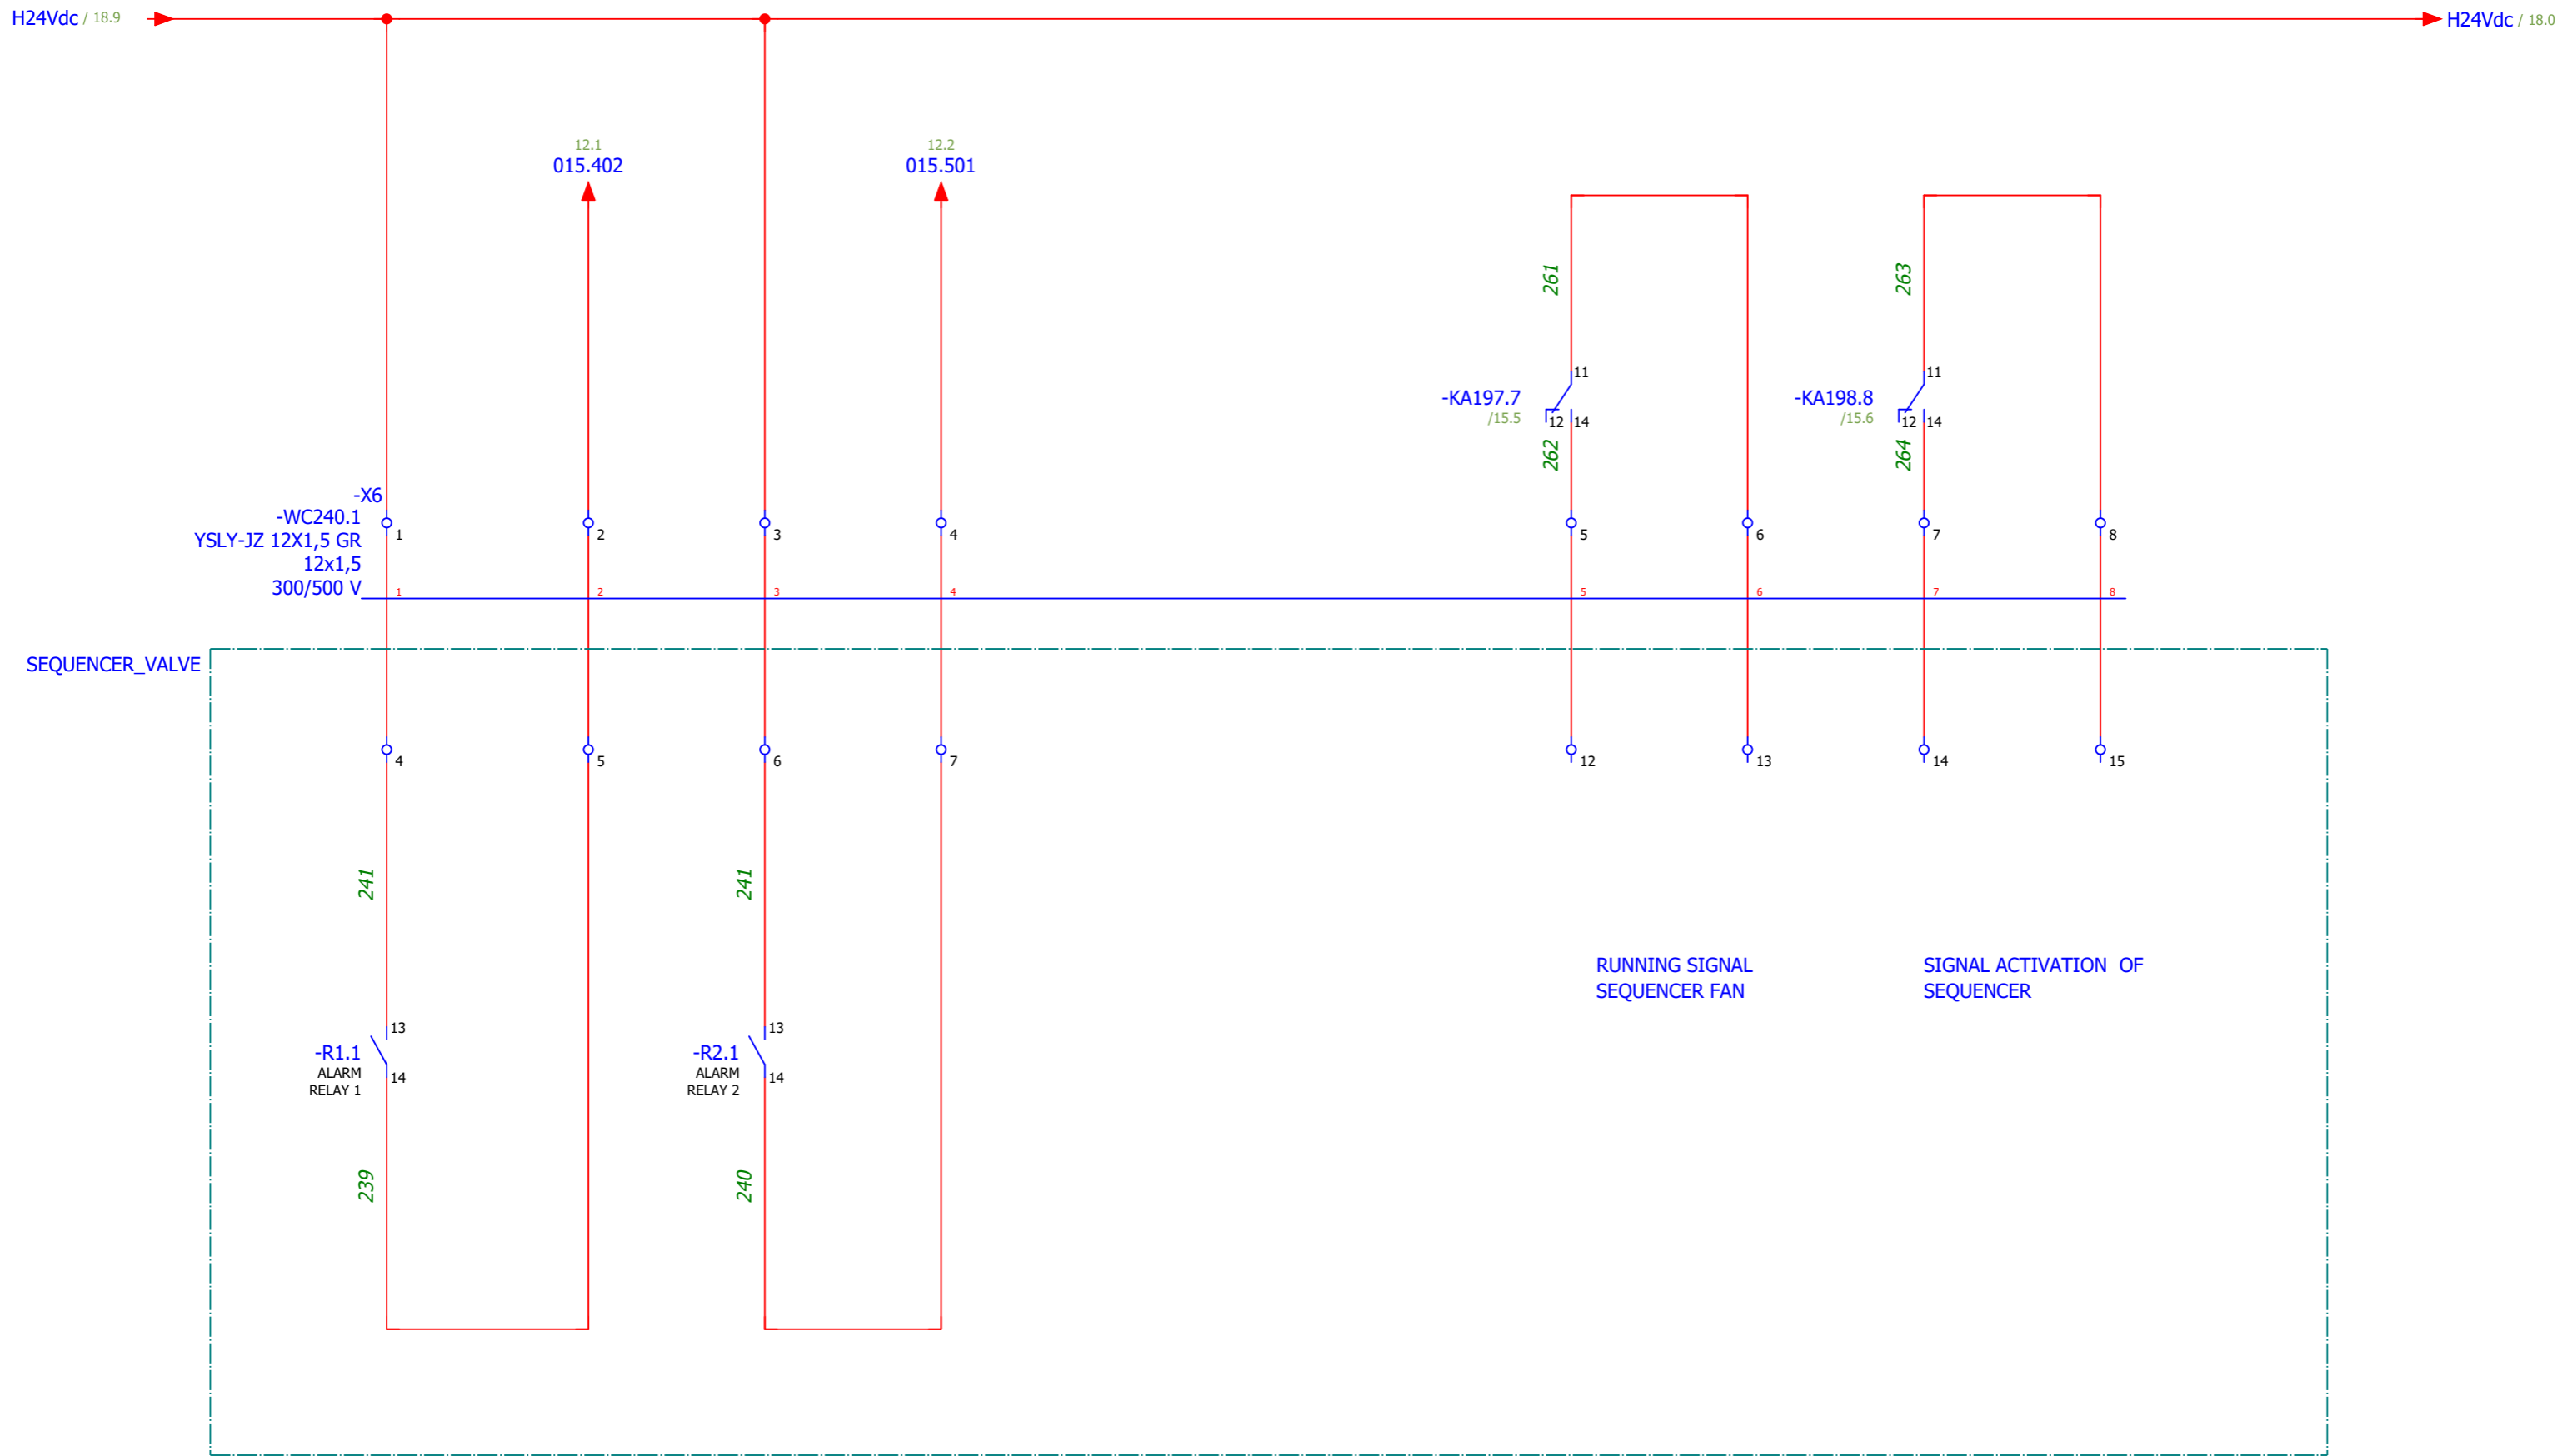 H24Vdc / 18.9
H24Vdc / 18.0
12.1
015.402
12.2
015.501
261
263
-KA197.7
/15.5
11
12 14
-KA198.8
/15.6
11
12 14
262
264
-X6
-WC240.1
YSLY-JZ 12X1,5 GR
12x1,5
300/500 V
1
2
3
4
5
6
7
8
1
2
3
4
5
6
7
8
SEQUENCER_VALVE
4
5
6
7
12
13
14
15
241
241
RUNNING SIGNAL
SEQUENCER FAN
SIGNAL ACTIVATION  OF
SEQUENCER
-R1.1
ALARM
RELAY 1
13
14
-R2.1
ALARM
RELAY 2
13
14
239
240